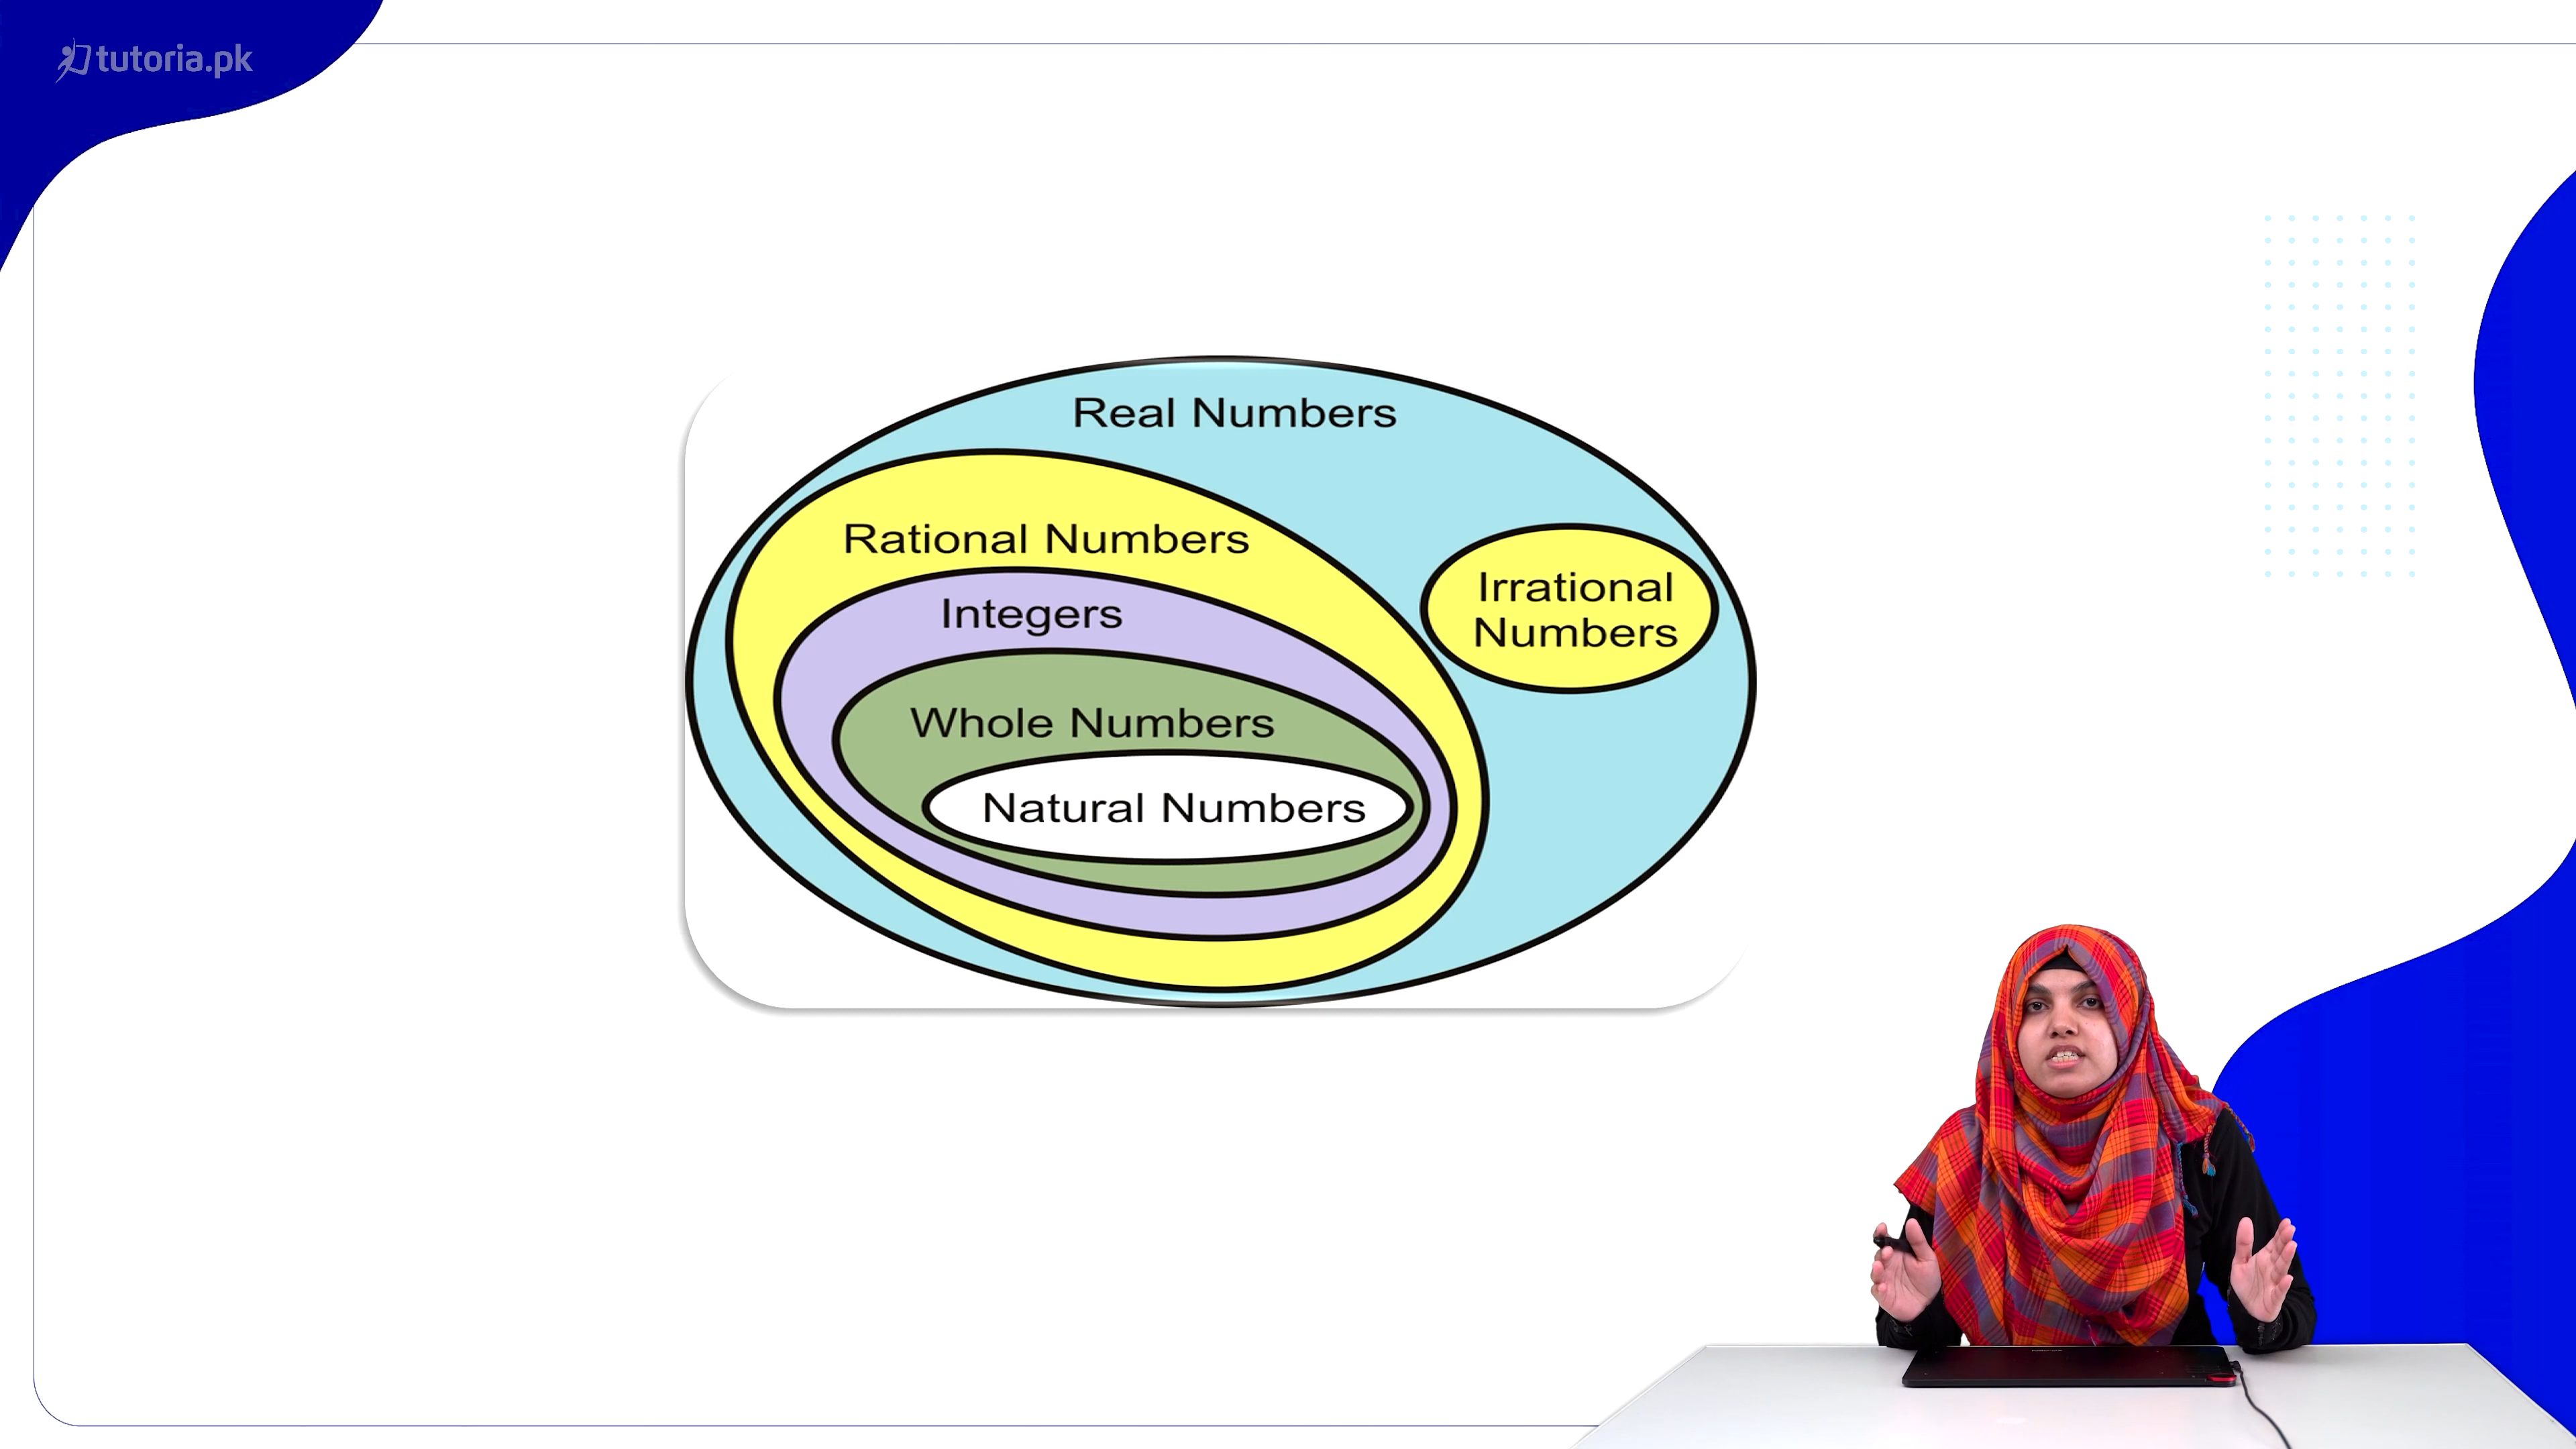 tutoria.pk
Real Numbers
Rational Numbers
Irrational
Numbers
Integers
Whole Numbers
Natural Numbers